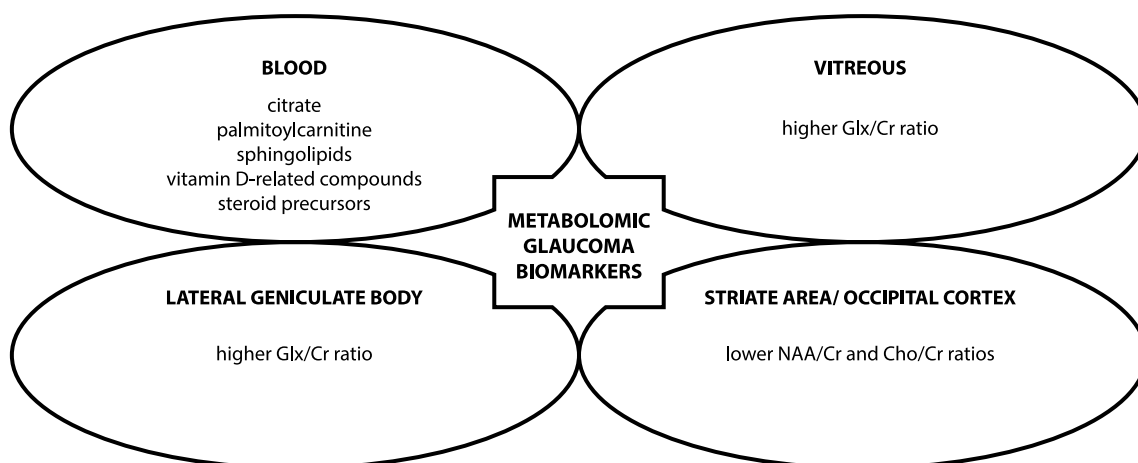 BLOOD
citrate
palmitoylcarnitine
sphingolipids
vitamin D-related compounds
steroid precursors
VITREOUS
higher Glx/Cr ratio
METABOLOMIC
GLAUCOMA
BIOMARKERS
LATERAL GENICULATE BODY
higher Glx/Cr ratio
STRIATE AREA/ OCCIPITAL CORTEX
lower NAA/Cr and Cho/Cr ratios